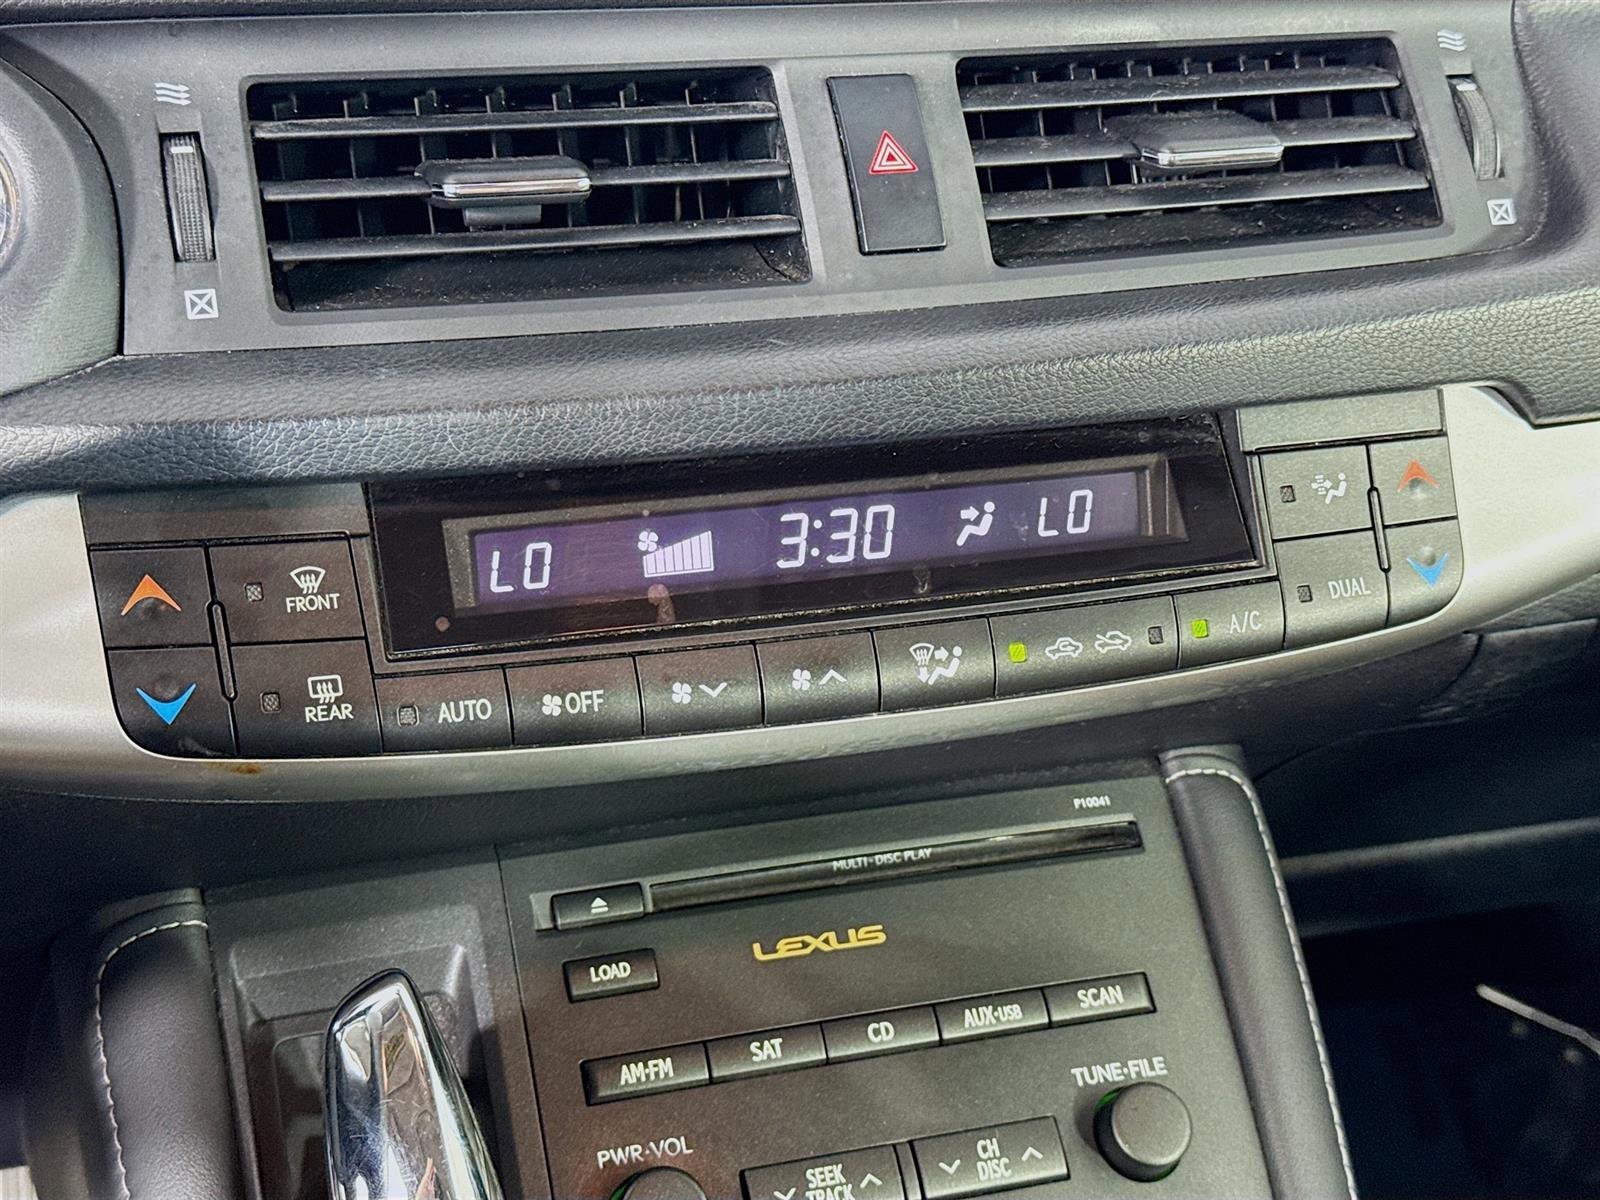 LO 3:30 LO
FRONT
DUAL
A/C
REAR
AUTO
OFF
P10041
MULTI-DISC PLAY
LEXUS
LOAD
AM·FM SAT CD AUX·USB SCAN
PWR·VOL
TUNE·FILE
SEEK
TRACK
CH
DISC